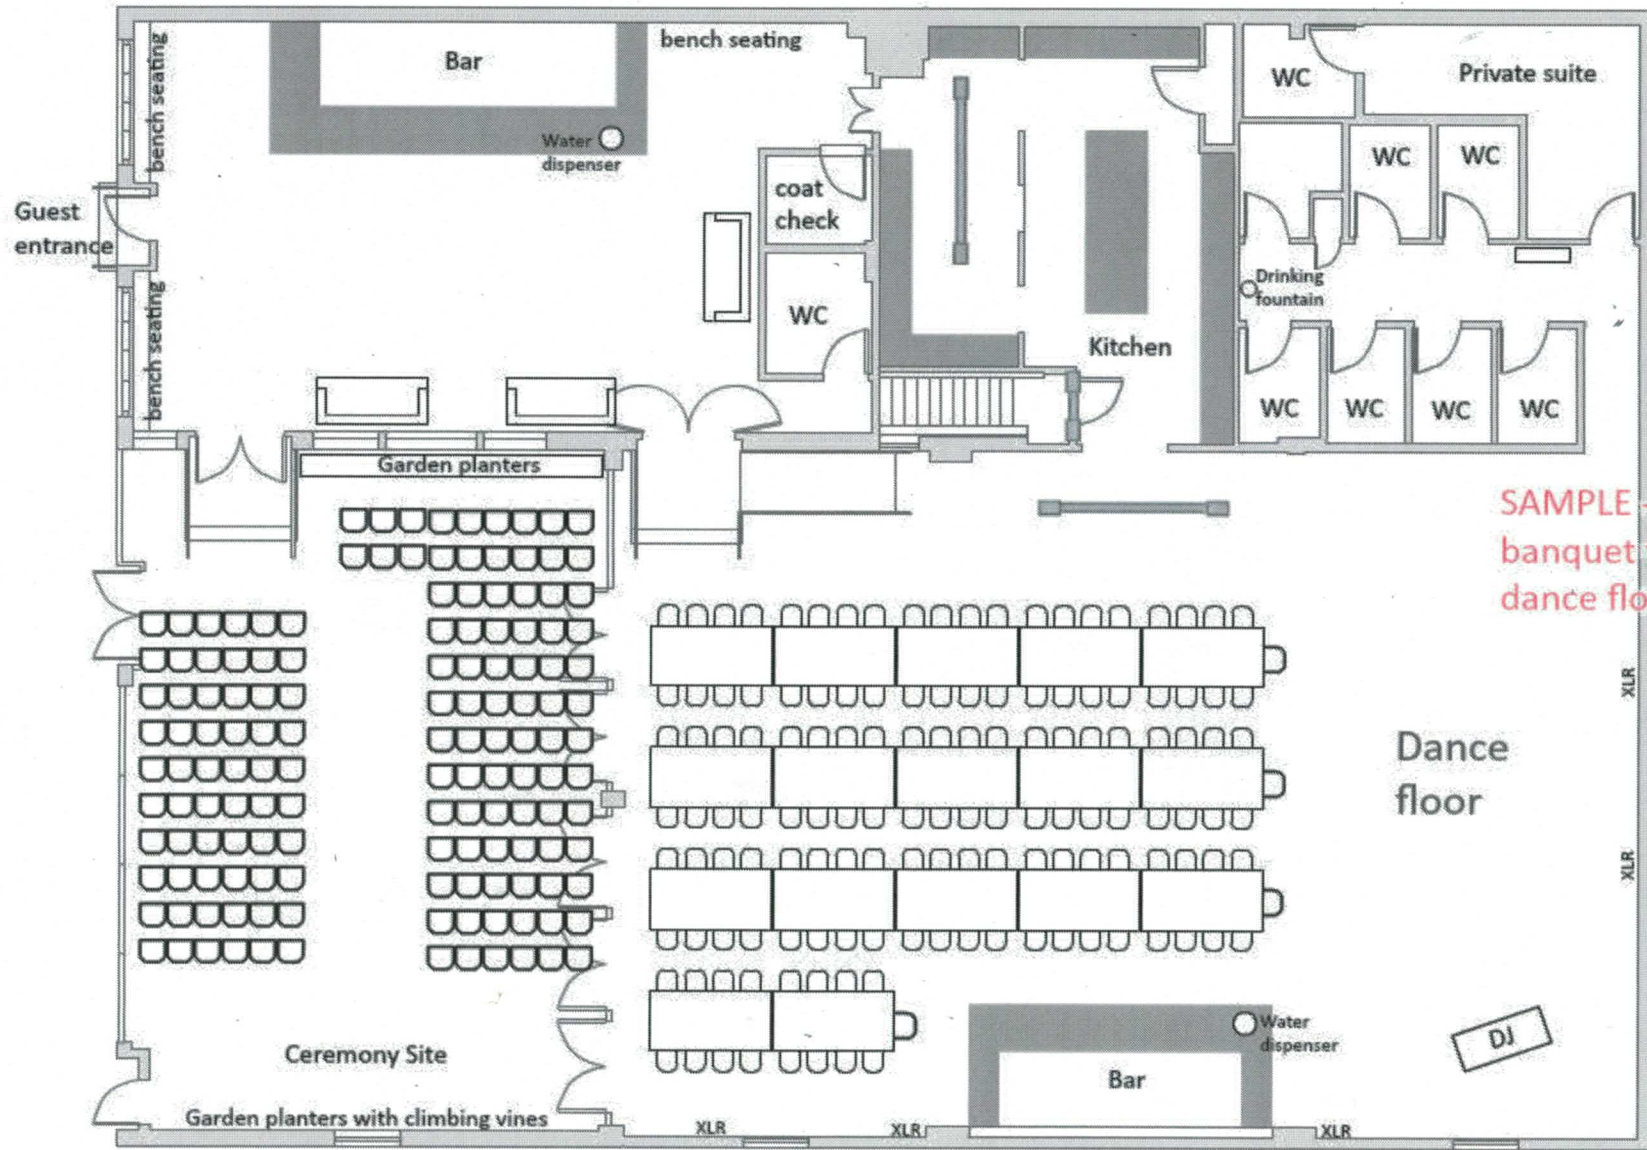 bench seating
Bar
bench seating
WC
Private suite
Water
dispenser
WC
WC
coat
check
Guest
entrance
Drinking
fountain
WC
bench seating
Kitchen
WC
WC
WC
WC
Garden planters
SAMPLE -
banquet
dance flo
XLR
Dance
floor
XLR
Water
dispenser
DJ
Ceremony Site
Bar
Garden planters with climbing vines
XLR
XLR
XLR